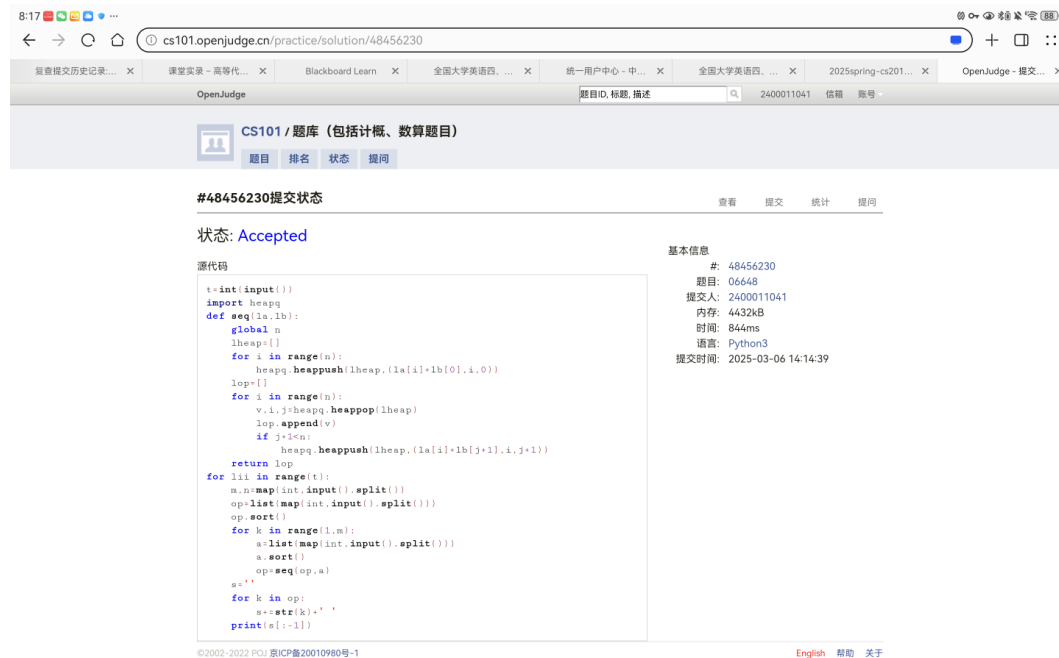 8:17 ... 88
cs101.openjudge.cn/practice/solution/48456230
复查提交历史记录:... 课堂实录 – 高等代... Blackboard Learn 全国大学英语四、... 统一用户中心 – 中... 全国大学英语四、... 2025spring-cs201... OpenJudge - 提交...
OpenJudge 题目ID, 标题, 描述 2400011041 信箱 账号
CS101 / 题库（包括计概、数算题目）
题目 排名 状态 提问
#48456230提交状态 查看 提交 统计 提问
状态: Accepted
源代码
t=int(input())
import heapq
def seq(la,lb):
    global n
    lheap=[]
    for i in range(n):
        heapq.heappush(lheap,(la[i]+lb[0],i,0))
    lop=[]
    for i in range(n):
        v,i,j=heapq.heappop(lheap)
        lop.append(v)
        if j+1<n:
            heapq.heappush(lheap,(la[i]+lb[j+1],i,j+1))
    return lop
for lii in range(t):
    m,n=map(int,input().split())
    op=list(map(int,input().split()))
    op.sort()
    for k in range(1,m):
        a=list(map(int,input().split()))
        a.sort()
        op=seq(op,a)
    s=''
    for k in op:
        s+=str(k)+' '
    print(s[:-1])
基本信息
#: 48456230
题目: 06648
提交人: 2400011041
内存: 4432kB
时间: 844ms
语言: Python3
提交时间: 2025-03-06 14:14:39
©2002-2022 POJ 京ICP备20010980号-1 English 帮助 关于